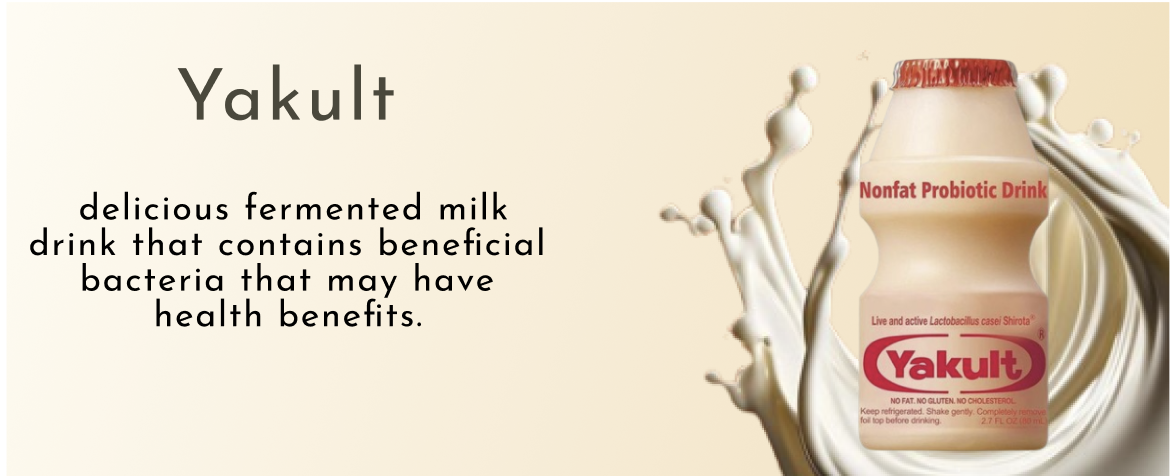 Yakult
delicious fermented milk
drink that contains beneficial
bacteria that may have
health benefits.
Nonfat Probiotic Drink
Live and active Lactobacillus casei Shirota
Yakult®
NO FAT. NO GLUTEN. NO CHOLESTEROL.
Keep refrigerated. Shake gently. Completely remove
foil top before drinking. 2.7 FL OZ (80 mL)